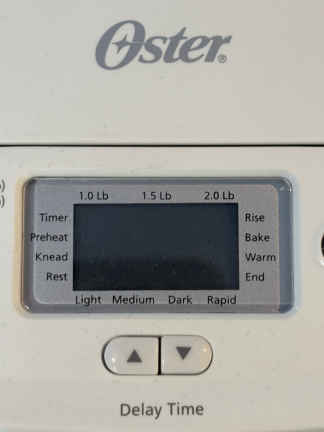 Oster®
1.0 Lb 1.5 Lb 2.0 Lb
Timer Rise
Preheat Bake
Knead Warm
Rest End
Light Medium Dark Rapid
Delay Time